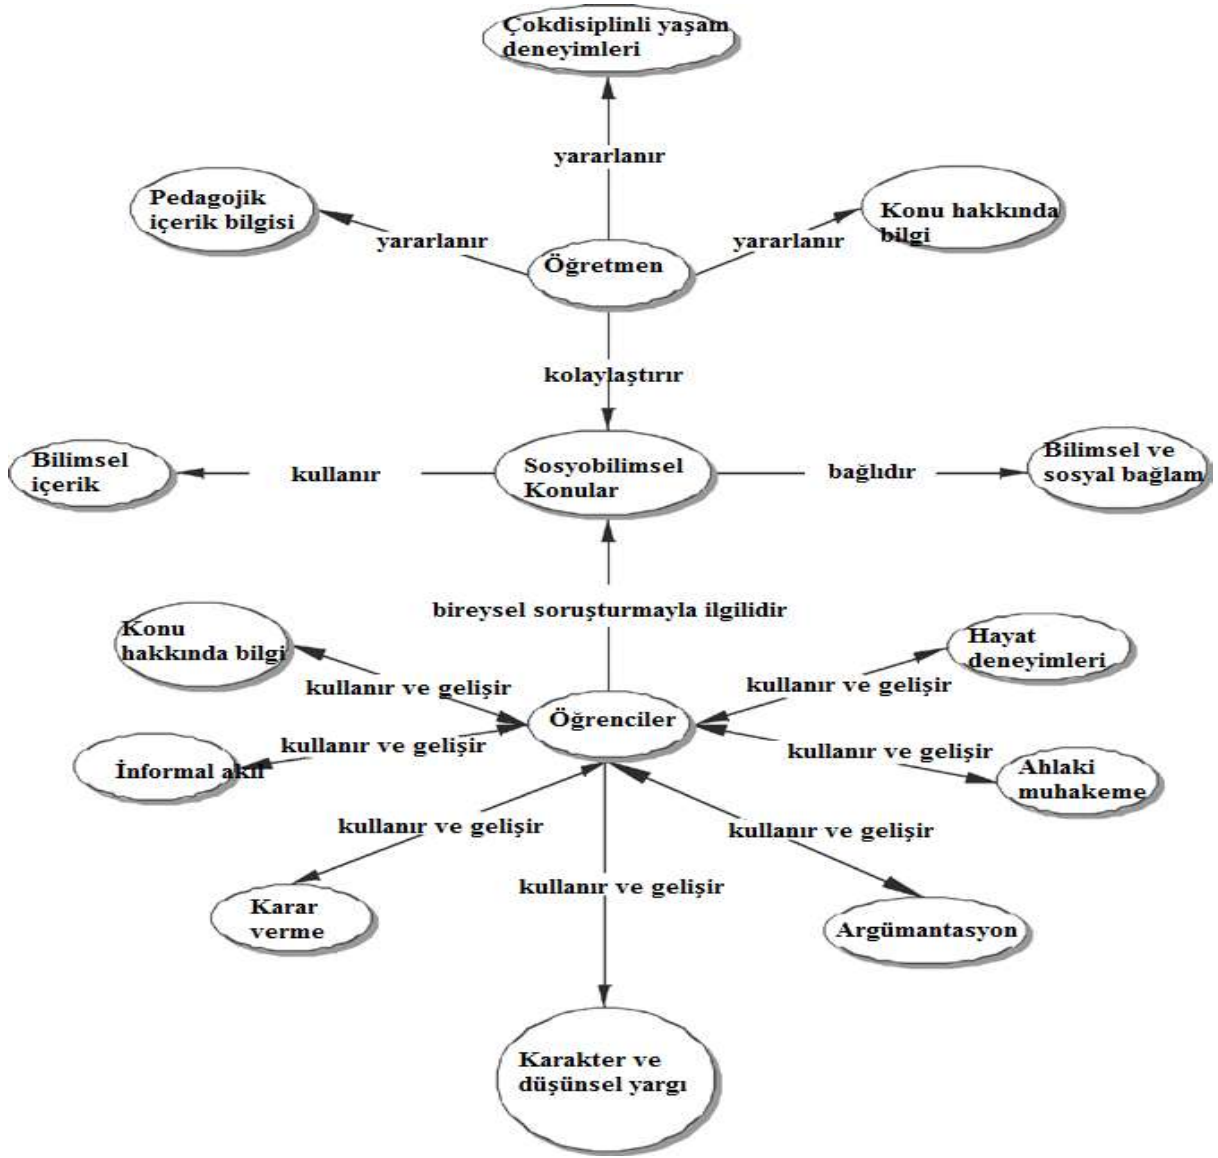 Çokdisiplinli yaşam
deneyimleri
yararlanır
Pedagojik
içerik bilgisi
Konu hakkında
bilgi
yararlanır
yararlanır
Öğretmen
kolaylaştırır
Bilimsel
içerik
kullanır
Sosyobilimsel
Konular
bağlıdır
Bilimsel ve
sosyal bağlam
bireysel soruşturmayla ilgilidir
Konu
hakkında bilgi
Hayat
deneyimleri
kullanır ve gelişir
kullanır ve gelişir
Öğrenciler
kullanır ve gelişir
kullanır ve gelişir
İnformal akıl
Ahlaki
muhakeme
kullanır ve gelişir
kullanır ve gelişir
kullanır ve gelişir
Karar
verme
Argümantasyon
Karakter ve
düşünsel yargı